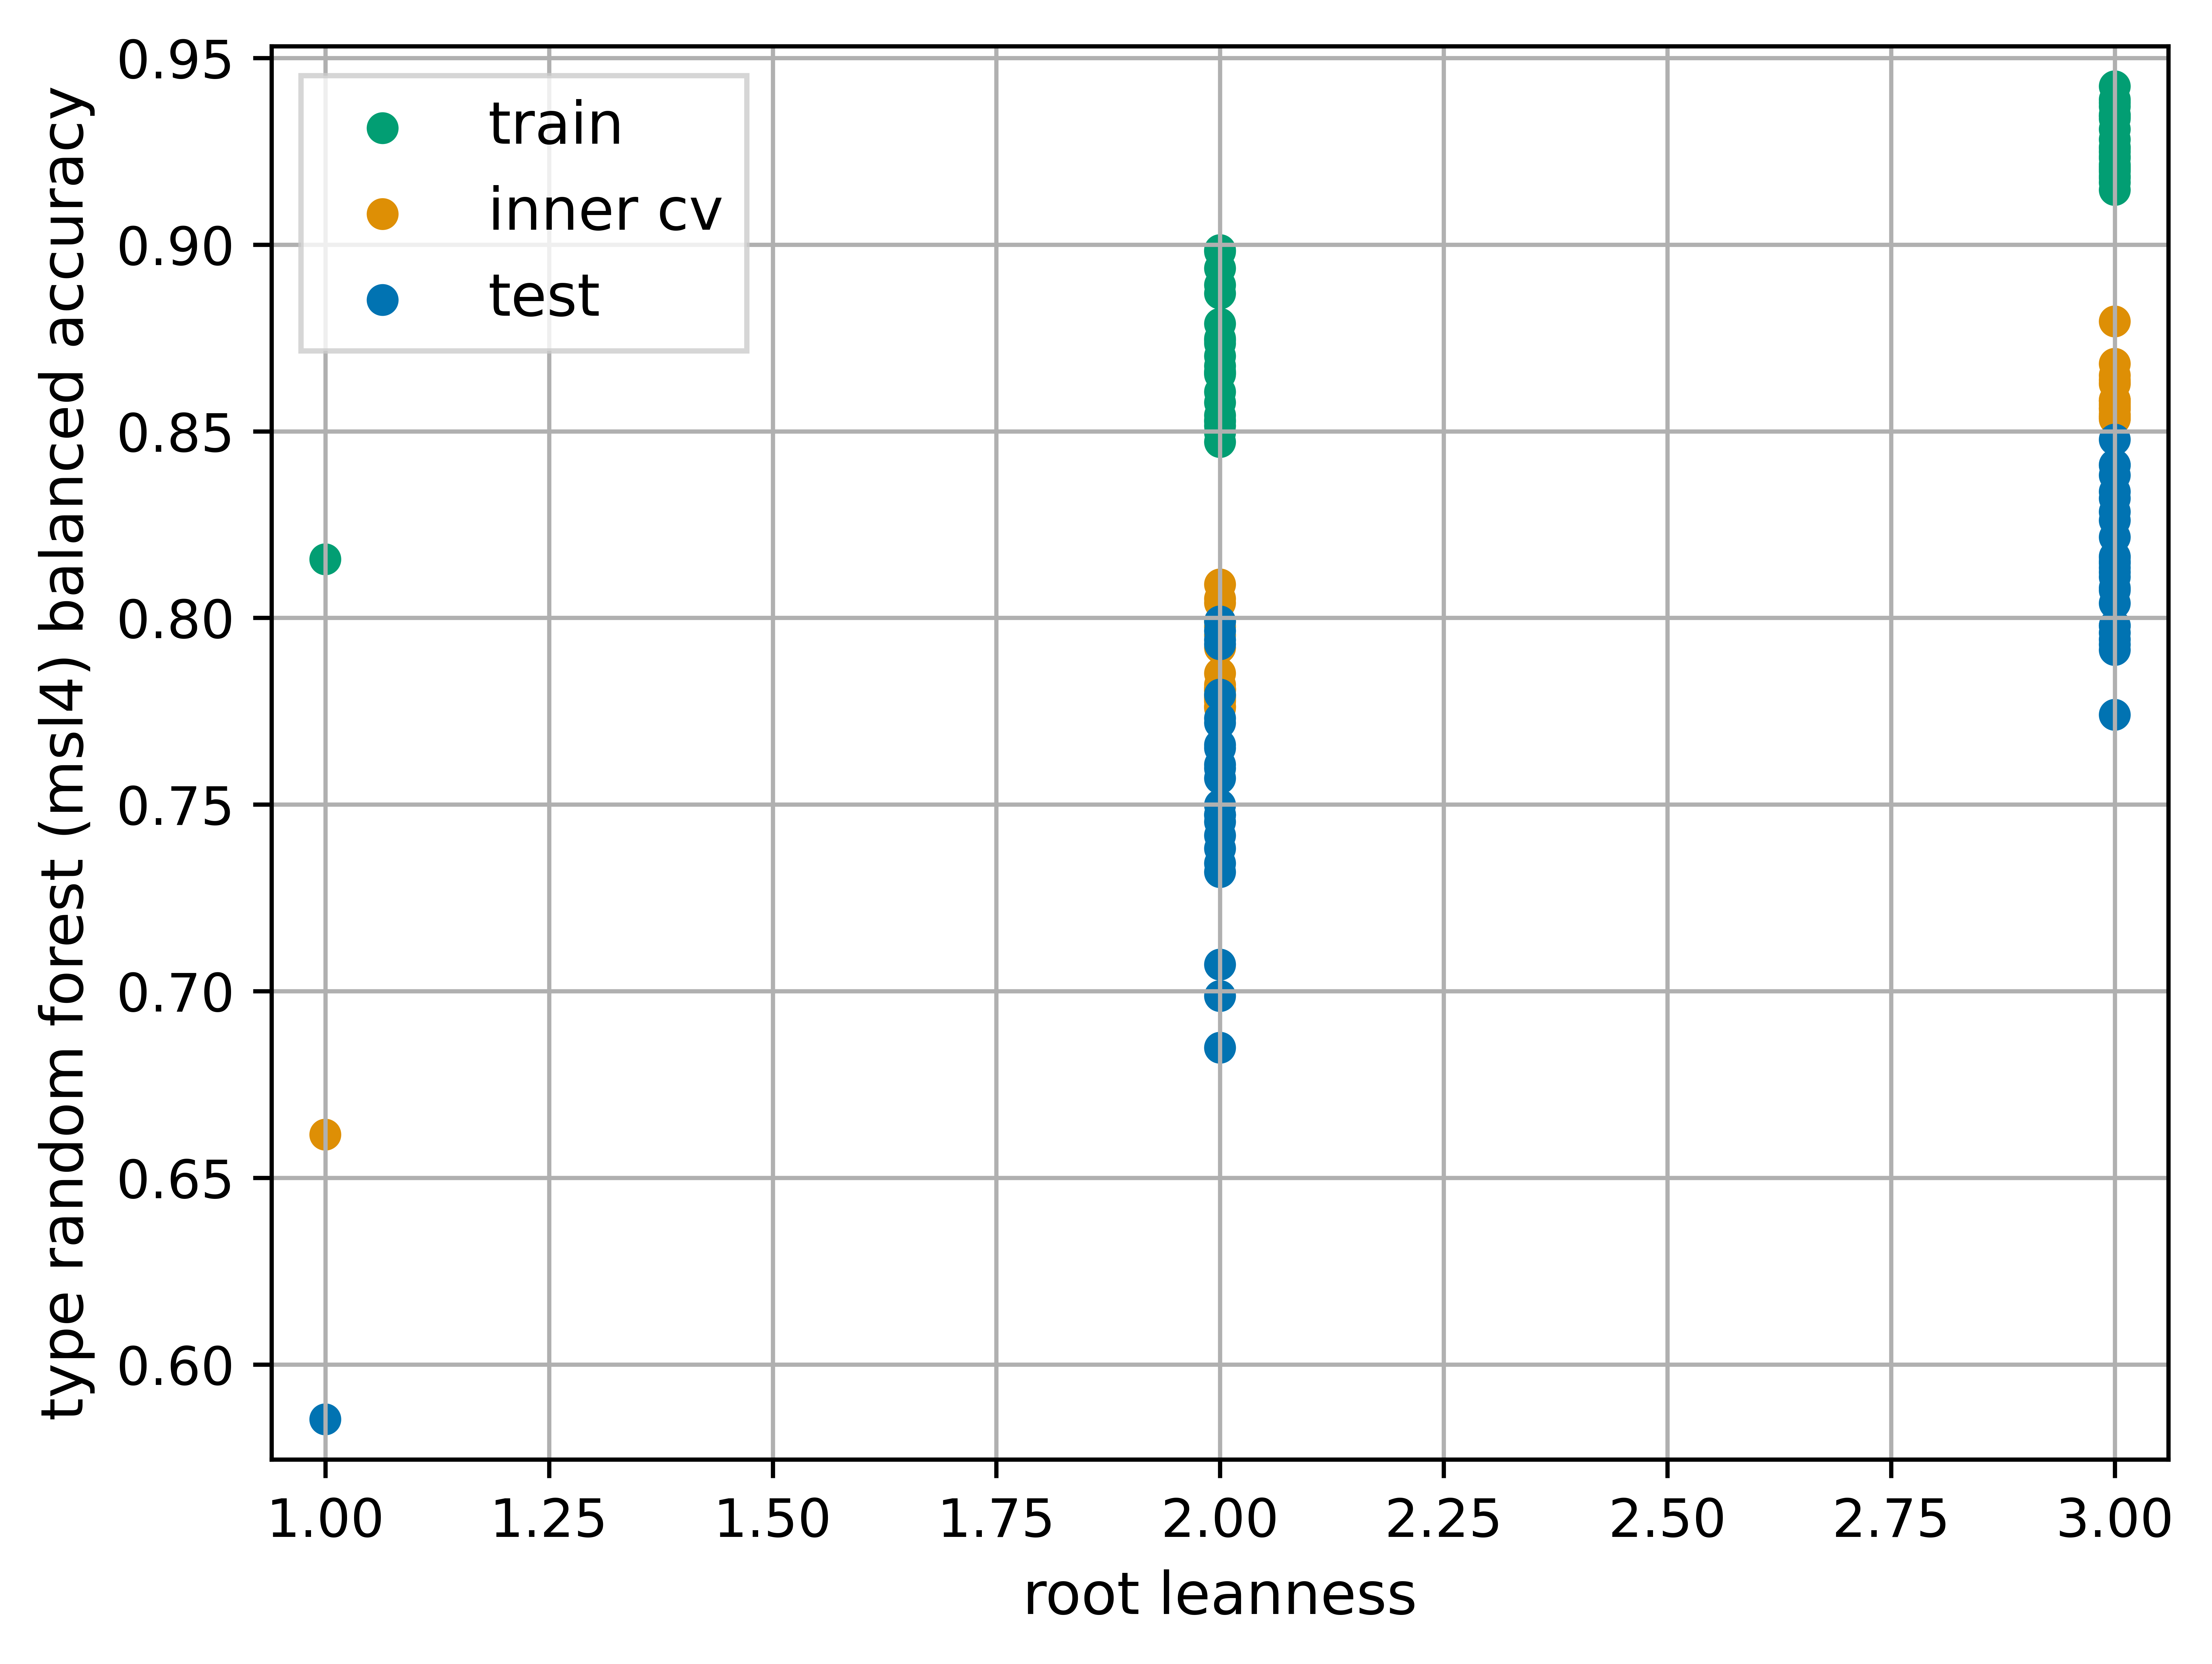 type random forest (msl4) balanced accuracy
0.95
0.90
0.85
0.80
0.75
0.70
0.65
0.60
train
inner cv
test
1.00 1.25 1.50 1.75 2.00 2.25 2.50 2.75 3.00
root leanness